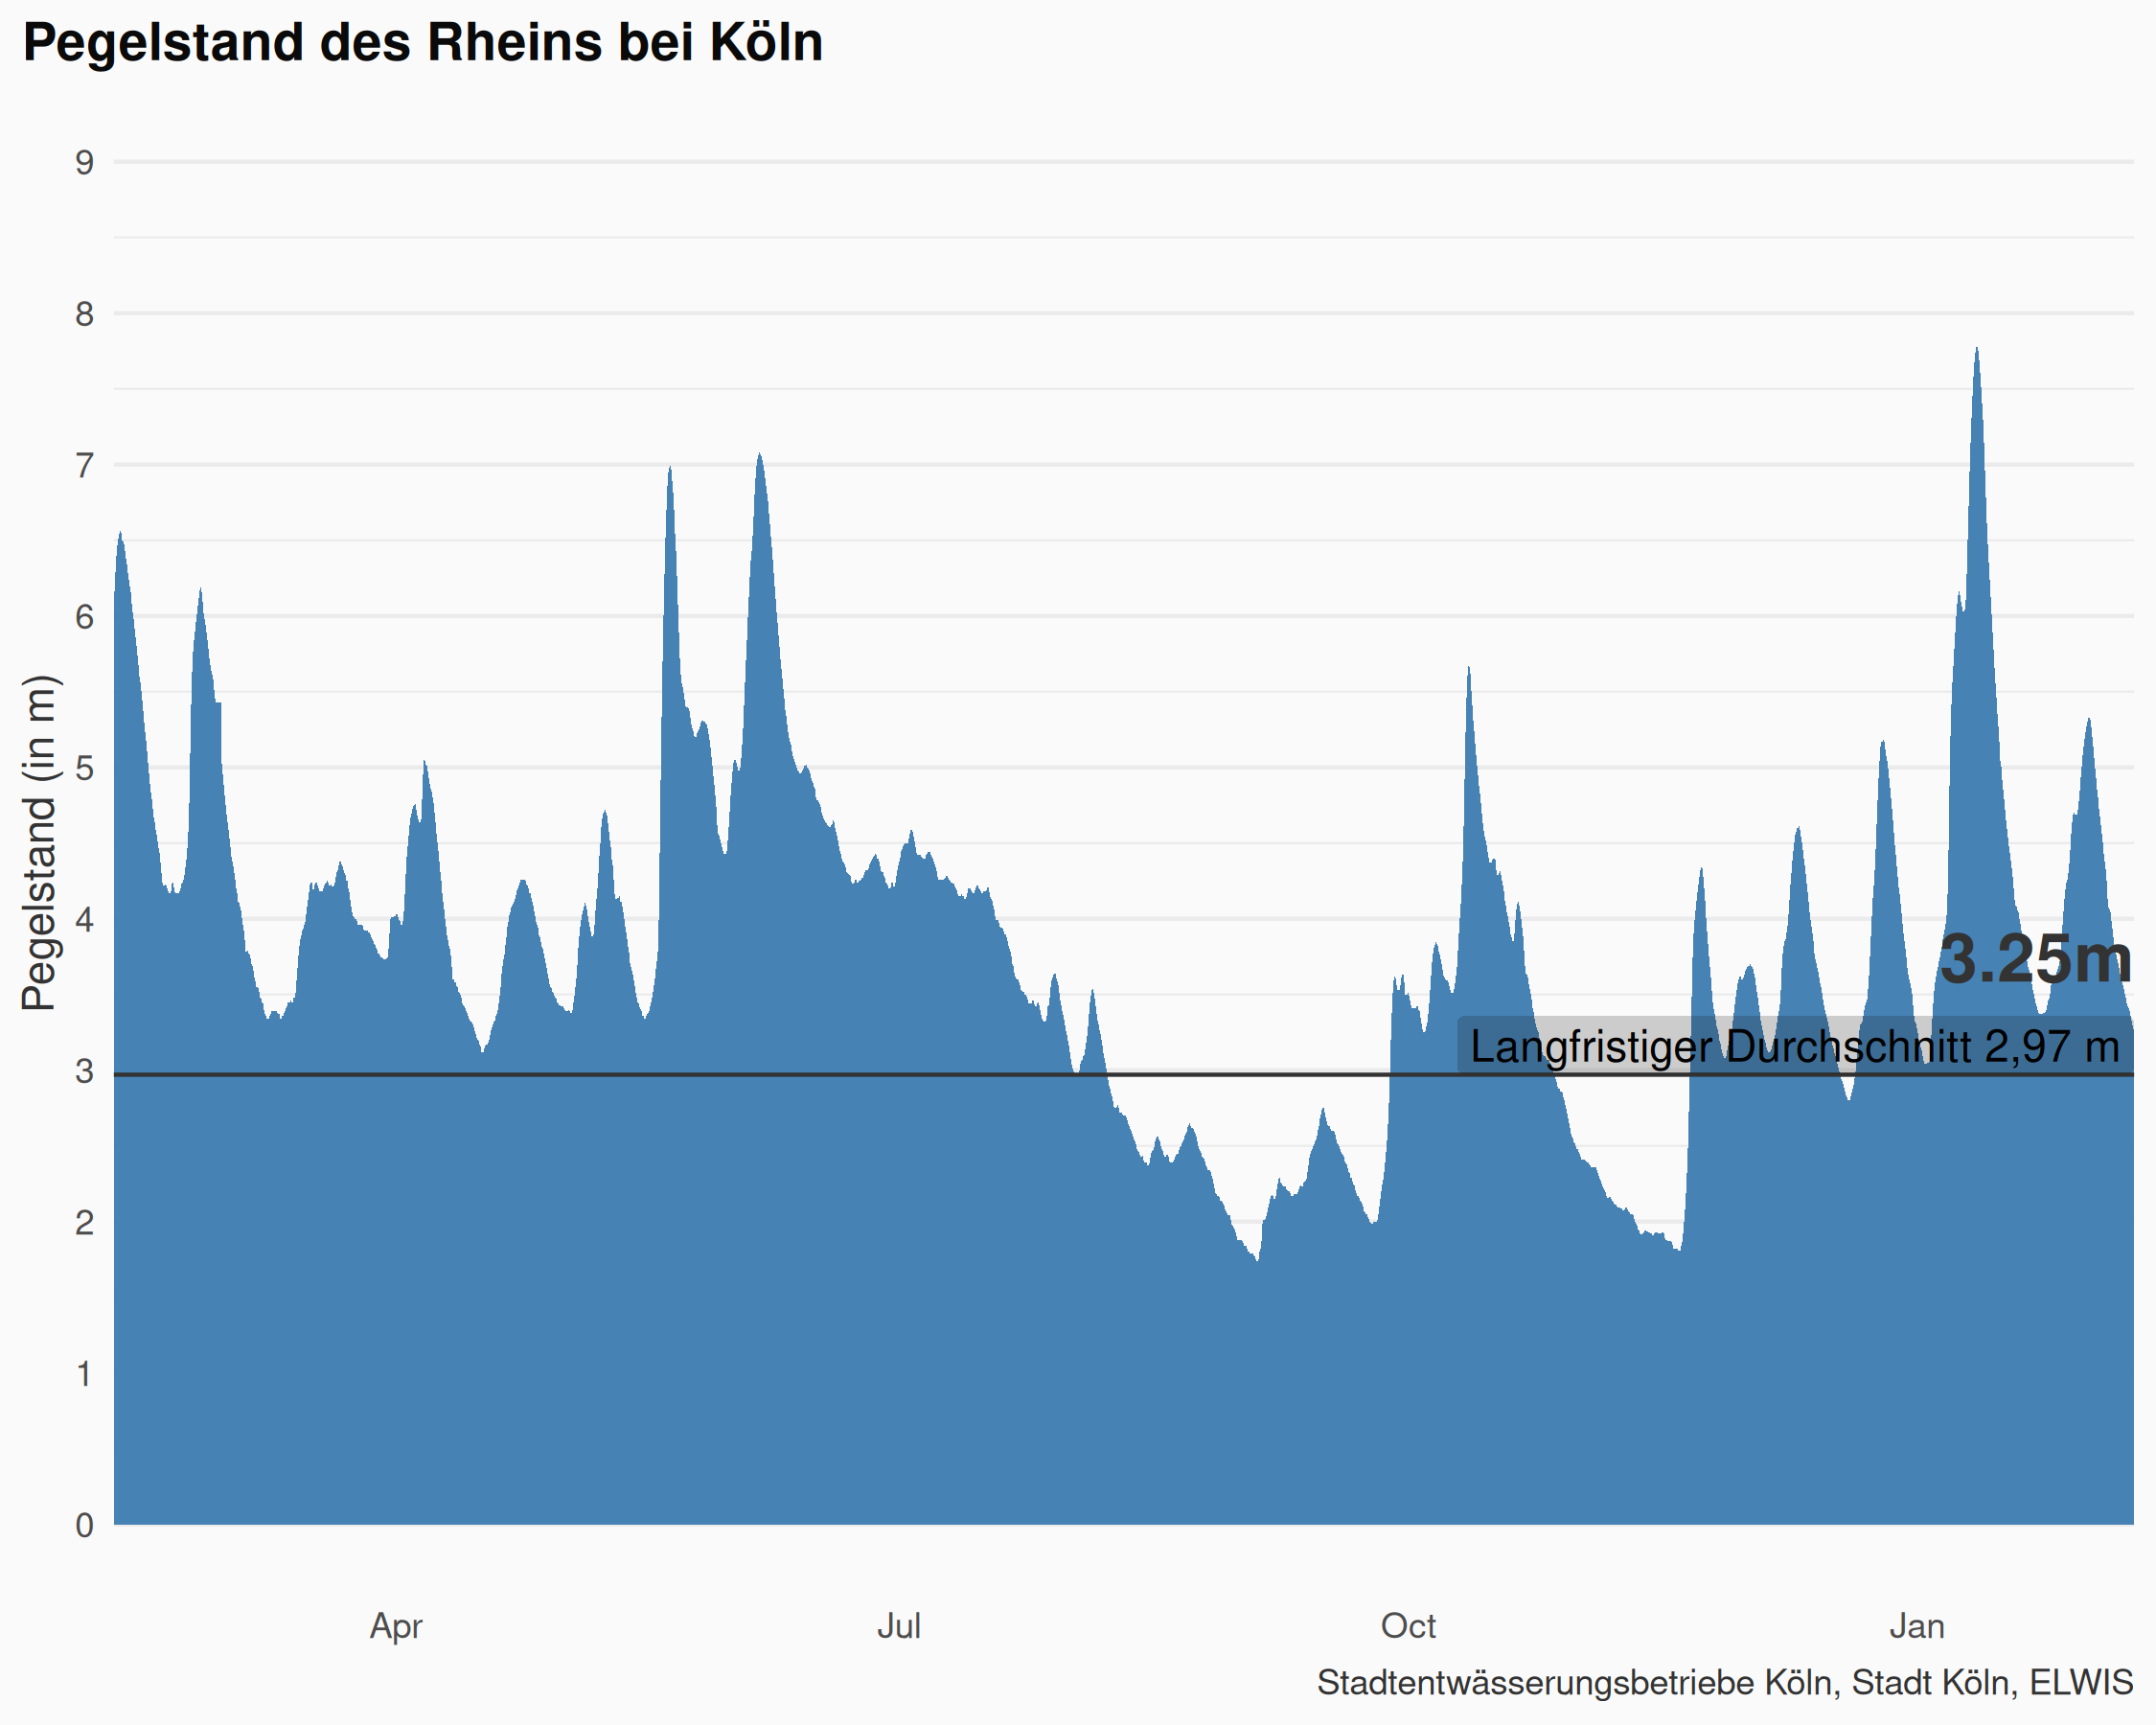 Pegelstand des Rheins bei Köln
Pegelstand (in m)
9
8
7
6
5
4
3
2
1
0
3.25m
Langfristiger Durchschnitt 2,97 m
Apr Jul Oct Jan
Stadtentwässerungsbetriebe Köln, Stadt Köln, ELWIS